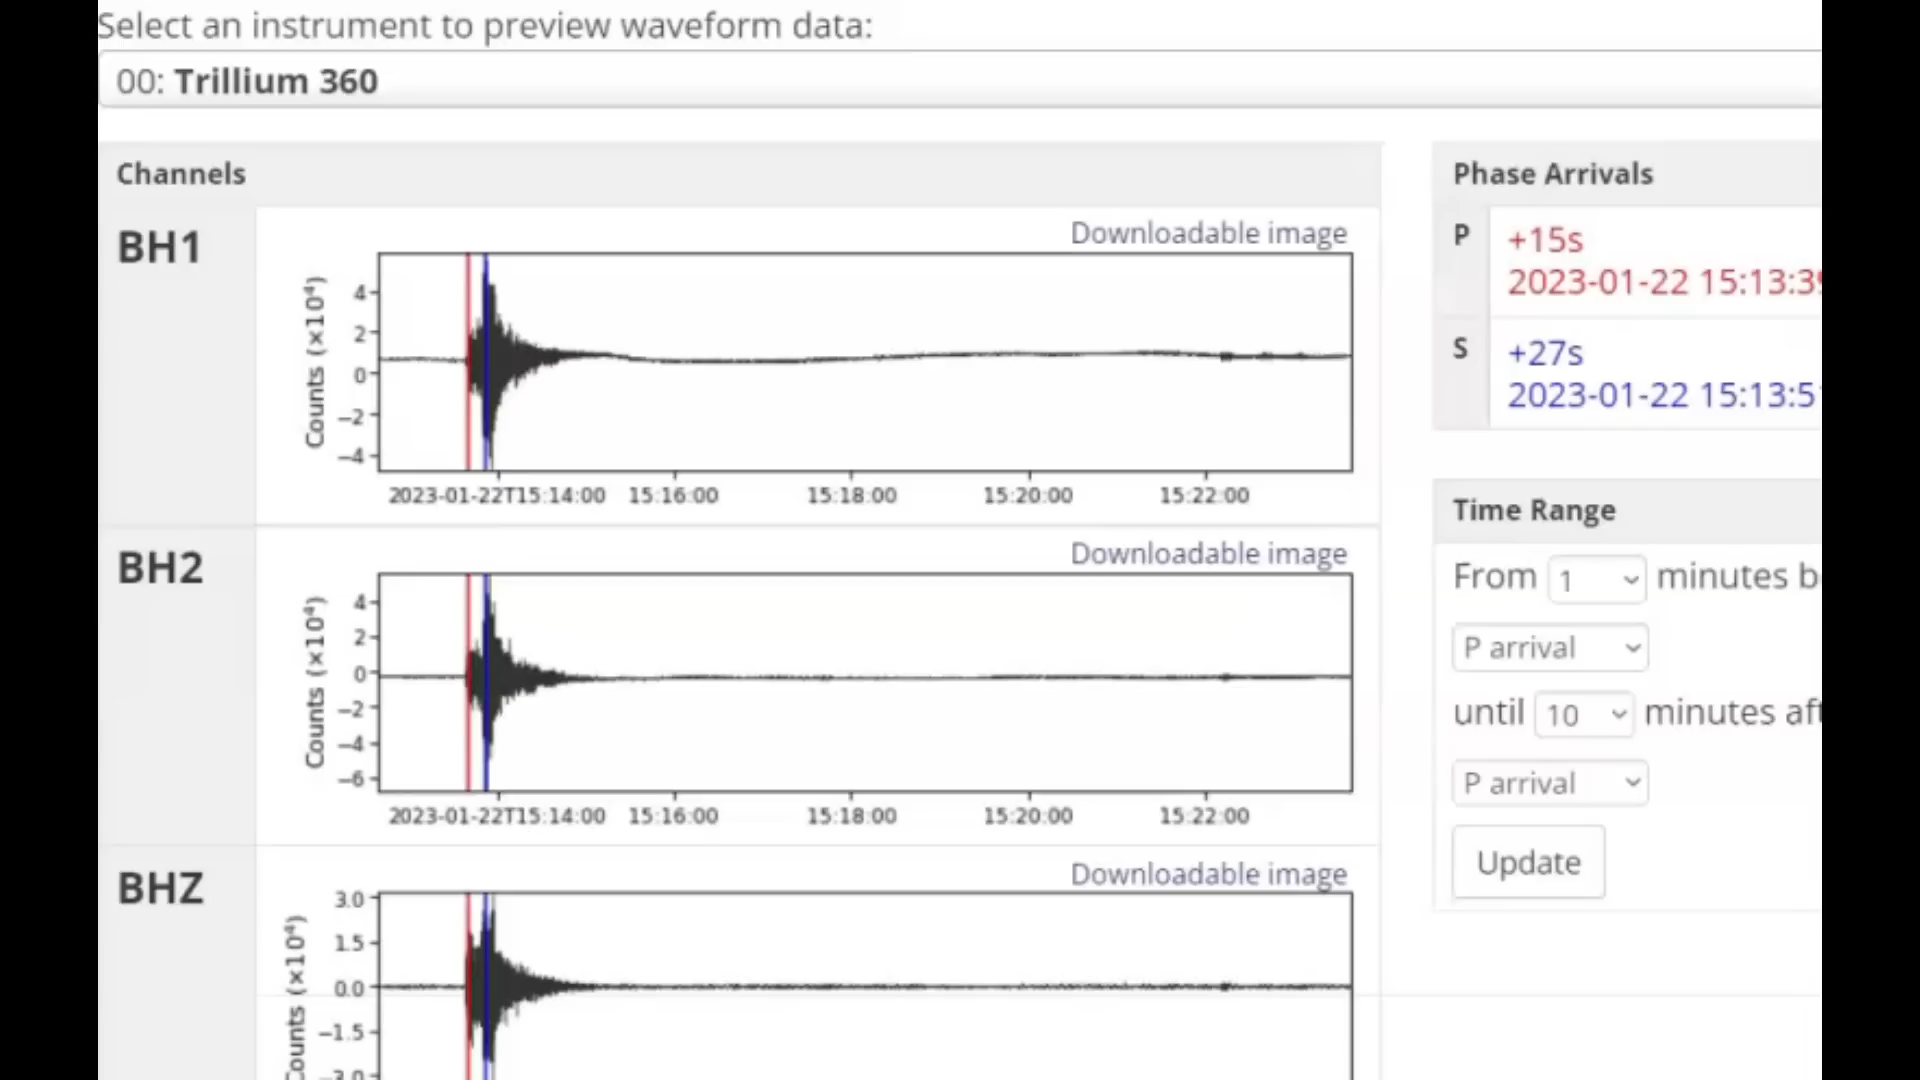 Select an instrument to preview waveform data:
00: Trillium 360
Channels
BH1
Downloadable image
Counts (×10⁴)
4
2
0
−2
−4
2023-01-22T15:14:00 15:16:00 15:18:00 15:20:00 15:22:00
BH2
Downloadable image
Counts (×10⁴)
4
2
0
−2
−4
−6
2023-01-22T15:14:00 15:16:00 15:18:00 15:20:00 15:22:00
BHZ
Downloadable image
Counts (×10⁴)
3.0
1.5
0.0
−1.5
−3.0
Phase Arrivals
P
+15s
2023-01-22 15:13:3
S
+27s
2023-01-22 15:13:5
Time Range
From 1 minutes b
P arrival
until 10 minutes aft
P arrival
Update